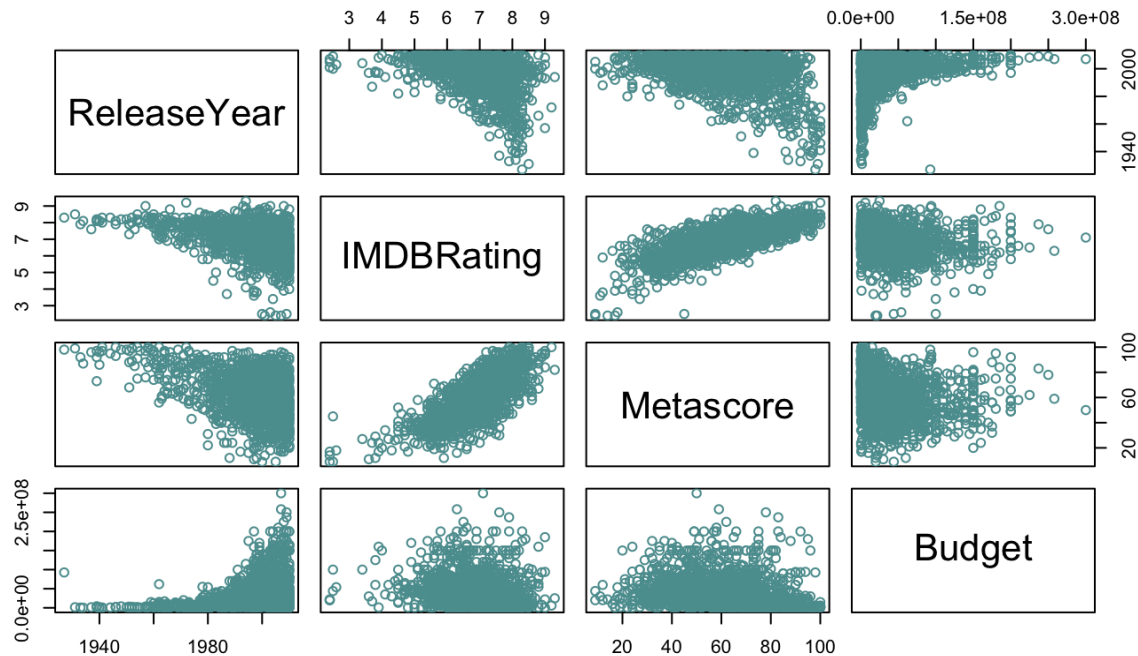 3 4 5 6 7 8 9 0.0e+00 1.5e+08 3.0e+08
ReleaseYear
1940 2000
3 5 7 9
IMDBRating
Metascore
20 60 100
0.0e+00 2.5e+08
Budget
1940 1980 20 40 60 80 100